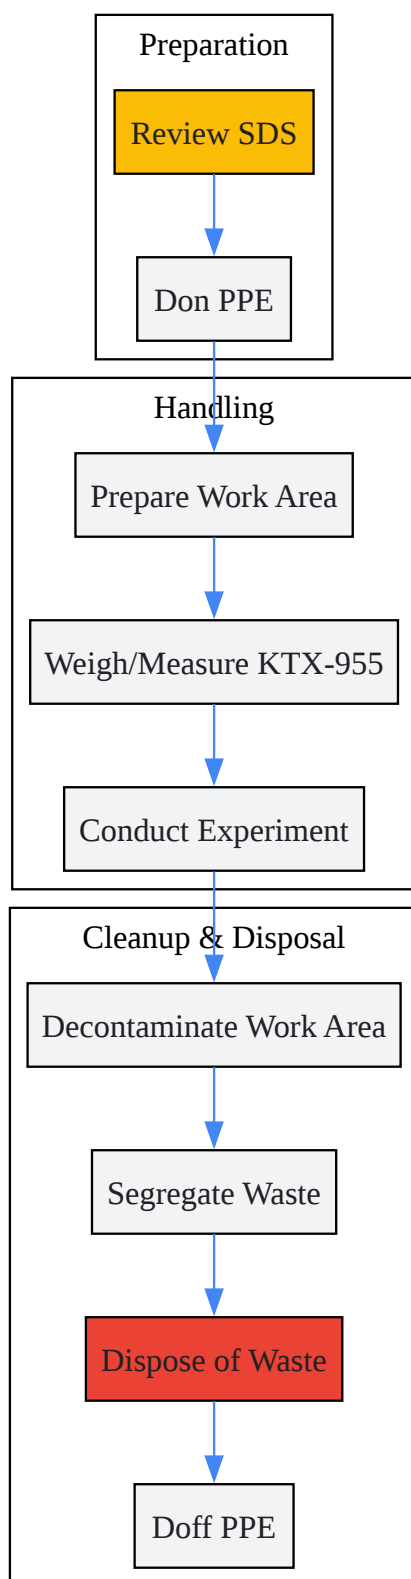 Preparation
Review SDS
Don PPE
Handling
Prepare Work Area
Weigh/Measure KTX-955
Conduct Experiment
Cleanup & Disposal
Decontaminate Work Area
Segregate Waste
Dispose of Waste
Doff PPE